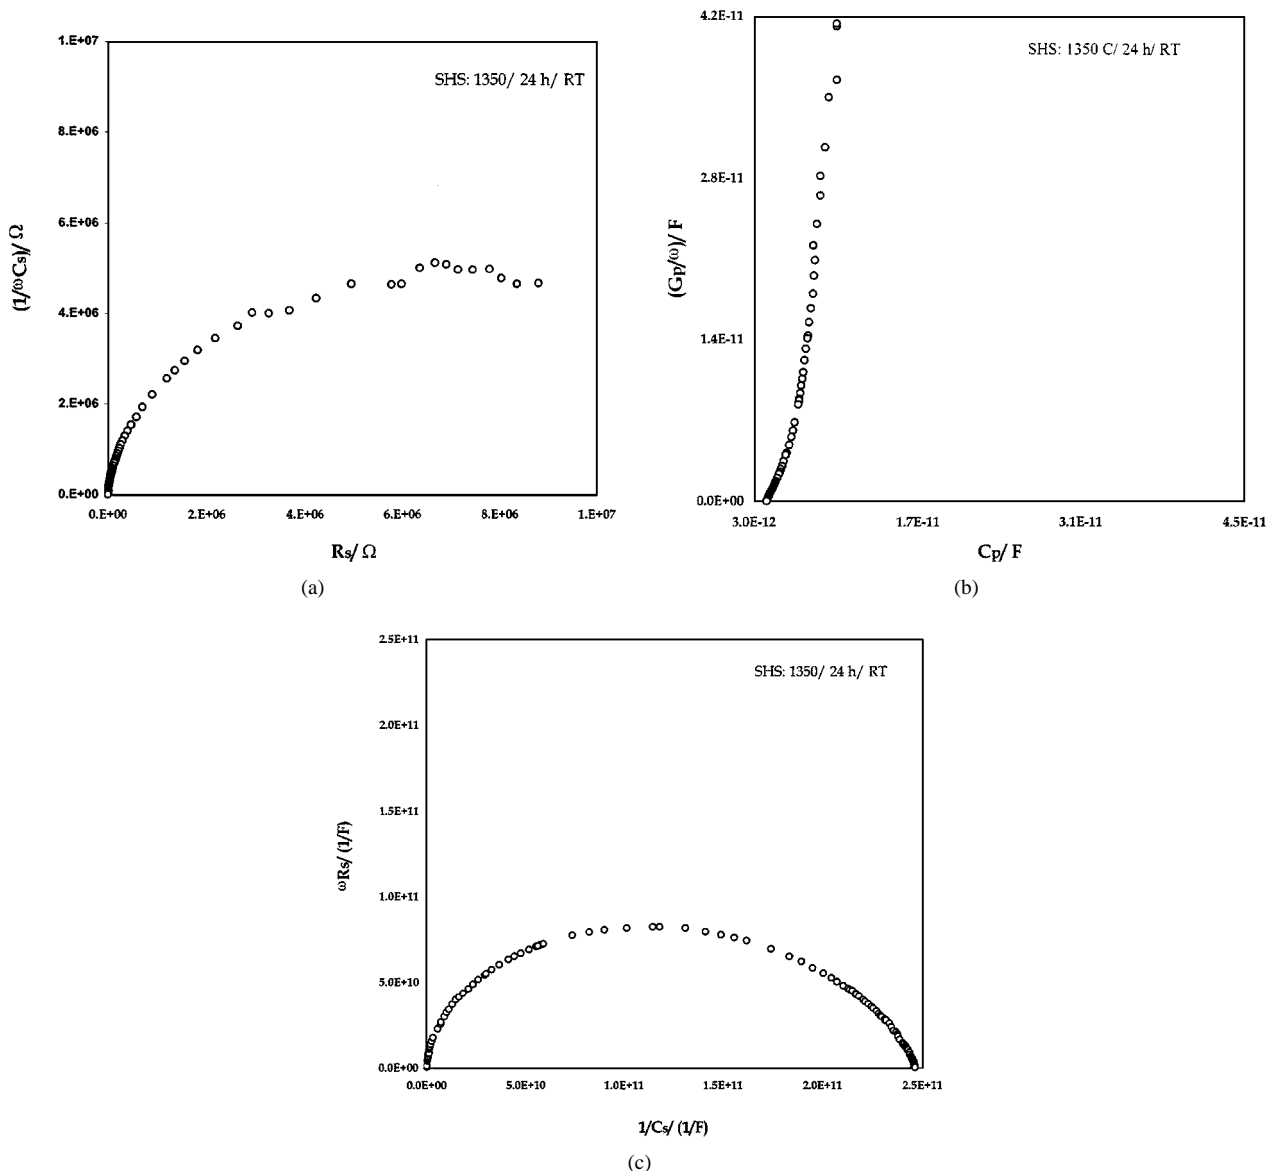 1.E+07
SHS: 1350/ 24 h/ RT
8.E+06
6.E+06
(1/ωCs)/ Ω
4.E+06
2.E+06
0.E+00
0.E+00 2.E+06 4.E+06 6.E+06 8.E+06 1.E+07
Rs/ Ω
(a)
4.2E-11
SHS: 1350 C/ 24 h/ RT
2.8E-11
(Gp/ω)/ F
1.4E-11
0.0E+00
3.0E-12 1.7E-11 3.1E-11 4.5E-11
Cp/ F
(b)
2.5E+11
SHS: 1350/ 24 h/ RT
2.0E+11
1.5E+11
ωRs/ (1/F)
1.0E+11
5.0E+10
0.0E+00
0.0E+00 5.0E+10 1.0E+11 1.5E+11 2.0E+11 2.5E+11
1/Cs/ (1/F)
(c)